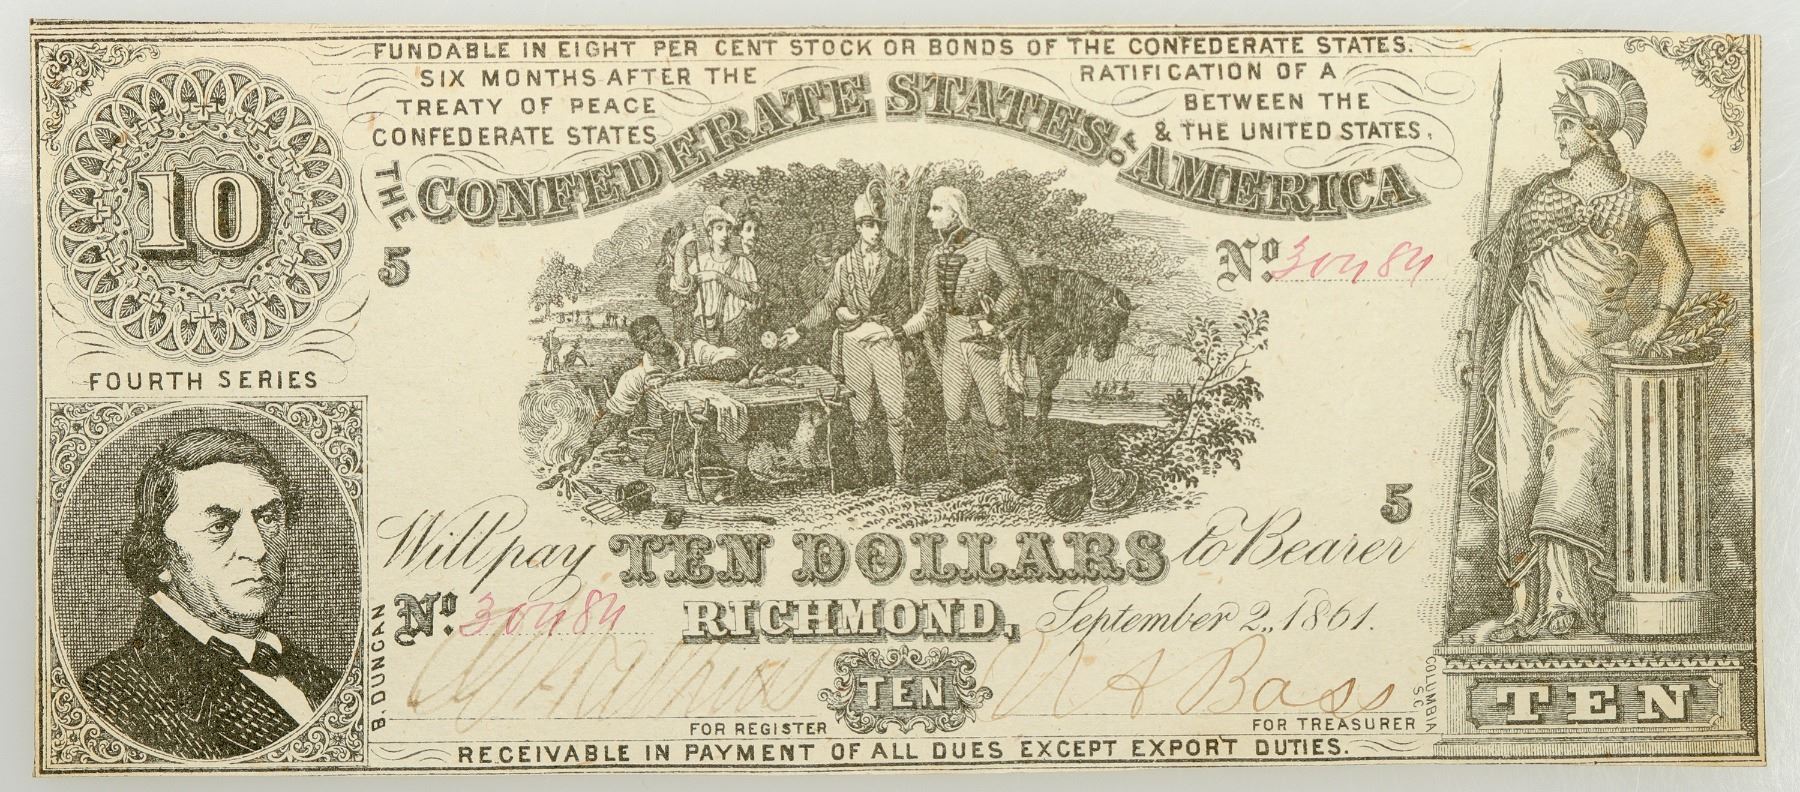 FUNDABLE IN EIGHT PER CENT STOCK OR BONDS OF THE CONFEDERATE STATES.
SIX MONTHS AFTER THE RATIFICATION OF A
TREATY OF PEACE BETWEEN THE
CONFEDERATE STATES & THE UNITED STATES.
THE CONFEDERATE STATES OF AMERICA
10
5
Nº 30484
FOURTH SERIES
5
Will pay TEN DOLLARS to Bearer
Nº 30484
RICHMOND, September 2, 1861.
TEN
A Bass
FOR REGISTER
FOR TREASURER
B. DUNCAN
COLUMBIA S.C.
TEN
RECEIVABLE IN PAYMENT OF ALL DUES EXCEPT EXPORT DUTIES.